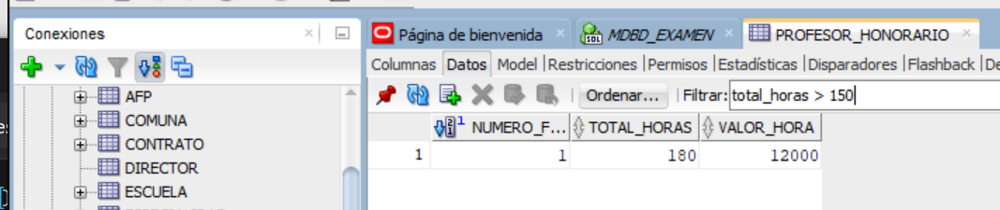 Conexiones
AFP
COMUNA
CONTRATO
DIRECTOR
ESCUELA
Página de bienvenida MDBD_EXAMEN PROFESOR_HONORARIO
Columnas Datos Model |Restricciones |Permisos |Estadísticas |Disparadores |Flashback |De
Ordenar... Filtrar: total_horas > 150
NUMERO_F... TOTAL_HORAS VALOR_HORA
1 1 180 12000